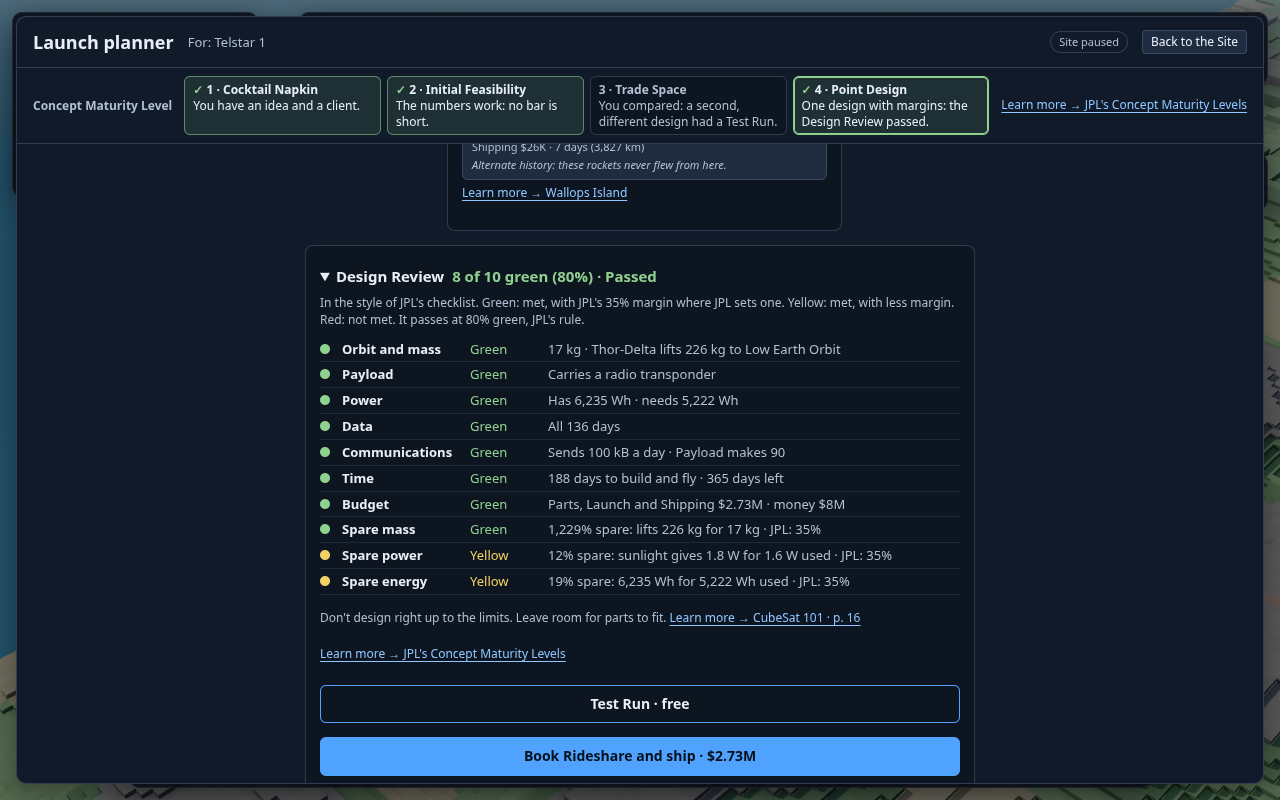 Launch planner For: Telstar 1 Site paused Back to the Site
Concept Maturity Level
✓ 1 · Cocktail Napkin
You have an idea and a client.
✓ 2 · Initial Feasibility
The numbers work: no bar is
short.
3 · Trade Space
You compared: a second,
different design had a Test Run.
✓ 4 · Point Design
One design with margins: the
Design Review passed.
Learn more → JPL's Concept Maturity Levels
Shipping $26K · 7 days (3,827 km)
Alternate history: these rockets never flew from here.
Learn more → Wallops Island
▼ Design Review 8 of 10 green (80%) · Passed
In the style of JPL's checklist. Green: met, with JPL's 35% margin where JPL sets one. Yellow: met, with less margin.
Red: not met. It passes at 80% green, JPL's rule.
Orbit and mass Green 17 kg · Thor-Delta lifts 226 kg to Low Earth Orbit
Payload Green Carries a radio transponder
Power Green Has 6,235 Wh · needs 5,222 Wh
Data Green All 136 days
Communications Green Sends 100 kB a day · Payload makes 90
Time Green 188 days to build and fly · 365 days left
Budget Green Parts, Launch and Shipping $2.73M · money $8M
Spare mass Green 1,229% spare: lifts 226 kg for 17 kg · JPL: 35%
Spare power Yellow 12% spare: sunlight gives 1.8 W for 1.6 W used · JPL: 35%
Spare energy Yellow 19% spare: 6,235 Wh for 5,222 Wh used · JPL: 35%
Don't design right up to the limits. Leave room for parts to fit. Learn more → CubeSat 101 · p. 16
Learn more → JPL's Concept Maturity Levels
Test Run · free
Book Rideshare and ship · $2.73M